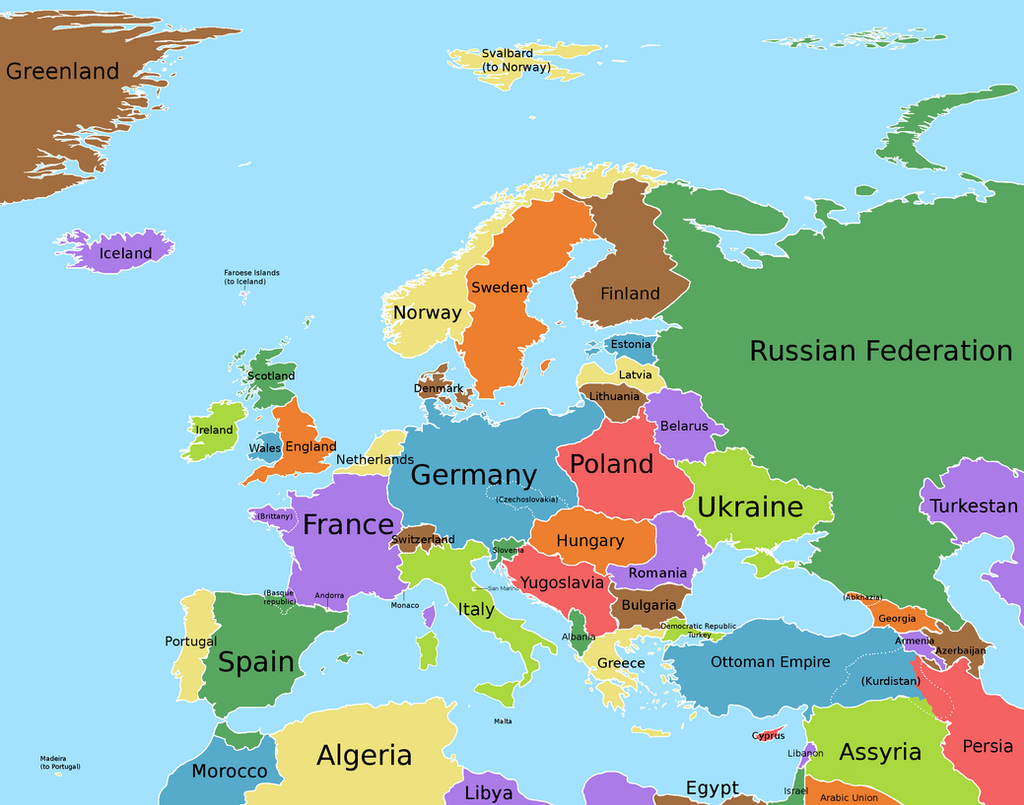 Greenland
Svalbard
(to Norway)
Iceland
Faroese Islands
(to Iceland)
Norway
Sweden
Finland
Russian Federation
Estonia
Latvia
Lithuania
Denmark
Scotland
Ireland
Wales
England
Netherlands
Germany
(Czechoslovakia)
Poland
Belarus
Ukraine
Turkestan
(Brittany)
France
Switzerland
Slovenia
Hungary
Romania
Yugoslavia
San Marino
Italy
Monaco
Andorra
(Basque
republic)
Portugal
Spain
Bulgaria
Albania
Greece
Democratic Republic
Turkey
Ottoman Empire
(Kurdistan)
(Abkhazia)
Georgia
Armenia
Azerbaijan
Malta
Cyprus
Libanon
Israel
Assyria
Persia
Arabic Union
Egypt
Libya
Algeria
Morocco
Madeira
(to Portugal)